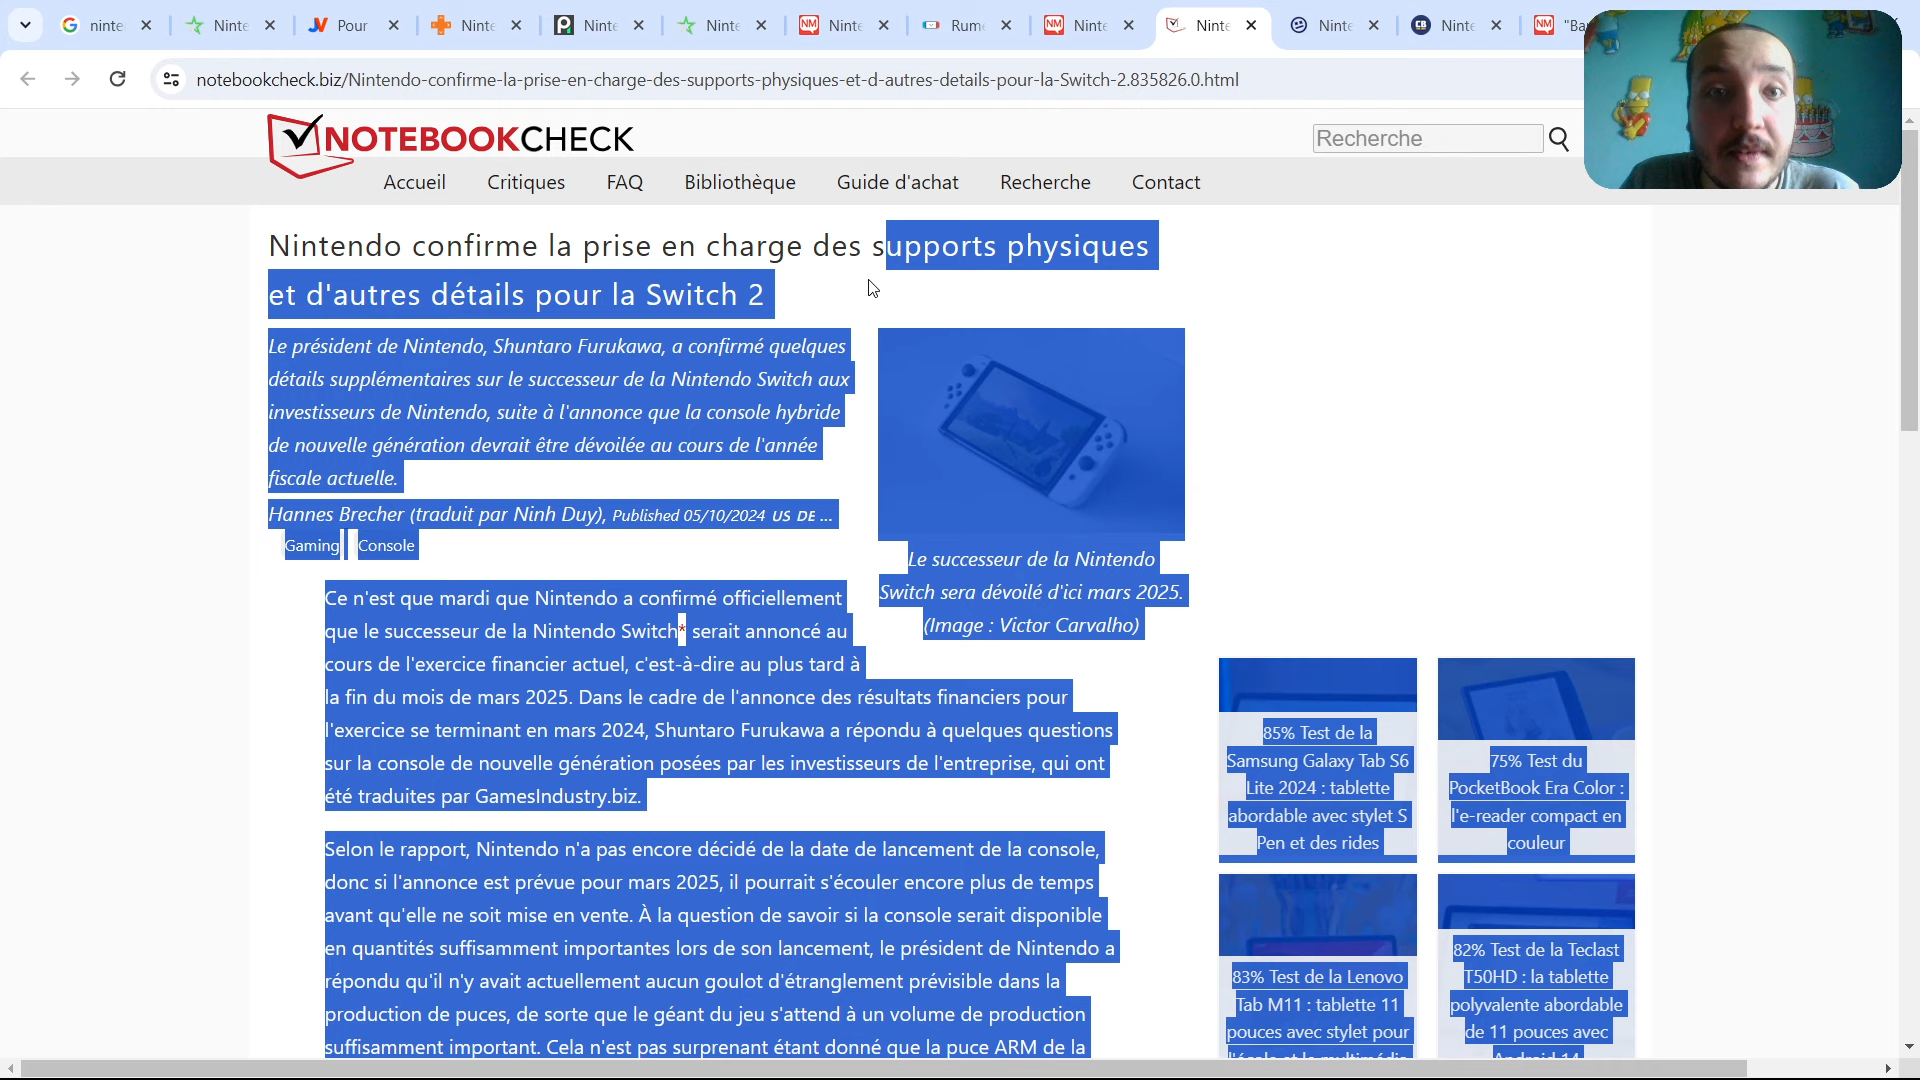 ninte
Ninte
Pour
Ninte
Ninte
Ninte
Ninte
Rum
Ninte
Ninte
Ninte
Ninte
notebookcheck.biz/Nintendo-confirme-la-prise-en-charge-des-supports-physiques-et-d-autres-details-pour-la-Switch-2.835826.0.html
NOTEBOOKCHECK
Recherche
Accueil Critiques FAQ Bibliothèque Guide d'achat Recherche Contact
Nintendo confirme la prise en charge des supports physiques
et d'autres détails pour la Switch 2
Le président de Nintendo, Shuntaro Furukawa, a confirmé quelques
détails supplémentaires sur le successeur de la Nintendo Switch aux
investisseurs de Nintendo, suite à l'annonce que la console hybride
de nouvelle génération devrait être dévoilée au cours de l'année
fiscale actuelle.
Hannes Brecher (traduit par Ninh Duy), Published 05/10/2024 US DE ...
Gaming Console
Le successeur de la Nintendo
Switch sera dévoilé d'ici mars 2025.
(Image : Victor Carvalho)
Ce n'est que mardi que Nintendo a confirmé officiellement
que le successeur de la Nintendo Switch* serait annoncé au
cours de l'exercice financier actuel, c'est-à-dire au plus tard à
la fin du mois de mars 2025. Dans le cadre de l'annonce des résultats financiers pour
l'exercice se terminant en mars 2024, Shuntaro Furukawa a répondu à quelques questions
sur la console de nouvelle génération posées par les investisseurs de l'entreprise, qui ont
été traduites par GamesIndustry.biz.
Selon le rapport, Nintendo n'a pas encore décidé de la date de lancement de la console,
donc si l'annonce est prévue pour mars 2025, il pourrait s'écouler encore plus de temps
avant qu'elle ne soit mise en vente. À la question de savoir si la console serait disponible
en quantités suffisamment importantes lors de son lancement, le président de Nintendo a
répondu qu'il n'y avait actuellement aucun goulot d'étranglement prévisible dans la
production de puces, de sorte que le géant du jeu s'attend à un volume de production
suffisamment important. Cela n'est pas surprenant étant donné que la puce ARM de la
85% Test de la
Samsung Galaxy Tab S6
Lite 2024 : tablette
abordable avec stylet S
Pen et des rides
75% Test du
PocketBook Era Color :
l'e-reader compact en
couleur
83% Test de la Lenovo
Tab M11 : tablette 11
pouces avec stylet pour
l'école et le multimédia
82% Test de la Teclast
T50HD : la tablette
polyvalente abordable
de 11 pouces avec
Android 14